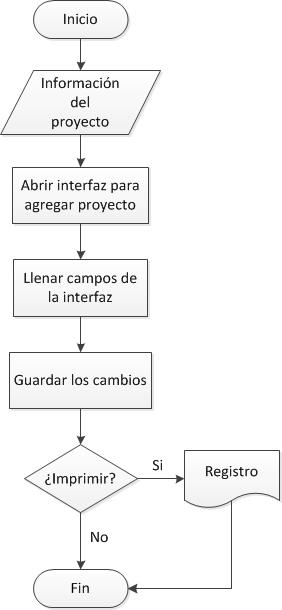 Inicio
Información
del
proyecto
Abrir interfaz para
agregar proyecto
Llenar campos de
la interfaz
Guardar los cambios
¿Imprimir?
Si
Registro
No
Fin